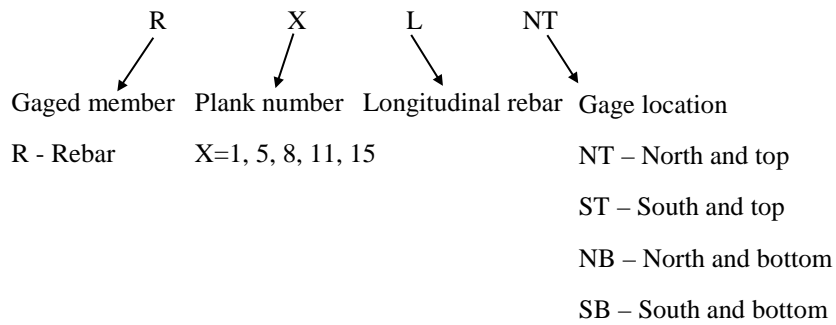 R X L NT
Gaged member Plank number Longitudinal rebar Gage location
R - Rebar X=1, 5, 8, 11, 15 NT – North and top
ST – South and top
NB – North and bottom
SB – South and bottom